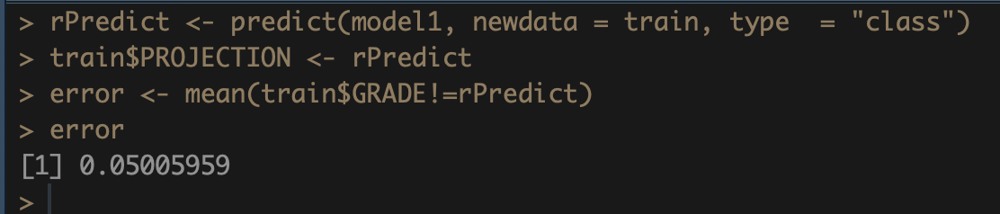 > rPredict <- predict(model1, newdata = train, type  = "class")
> train$PROJECTION <- rPredict
> error <- mean(train$GRADE!=rPredict)
> error
[1] 0.05005959
>